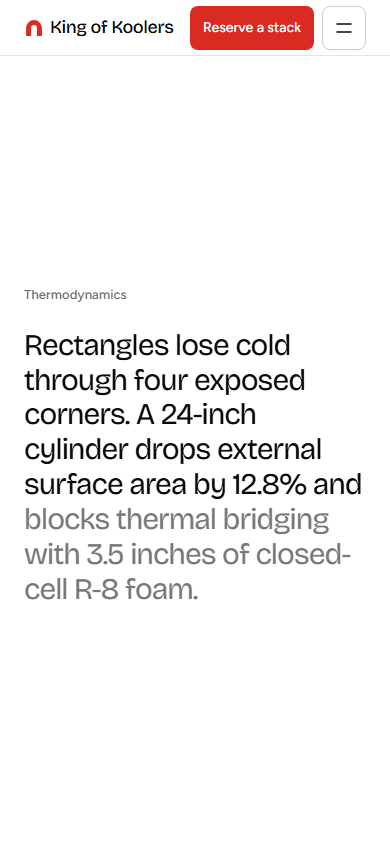 King of Koolers
Reserve a stack
Thermodynamics
Rectangles lose cold
through four exposed
corners. A 24-inch
cylinder drops external
surface area by 12.8% and
blocks thermal bridging
with 3.5 inches of closed-
cell R-8 foam.